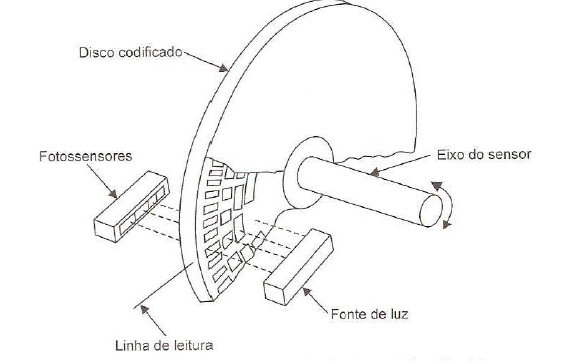 Disco codificado
Fotossensores
Eixo do sensor
Fonte de luz
Linha de leitura